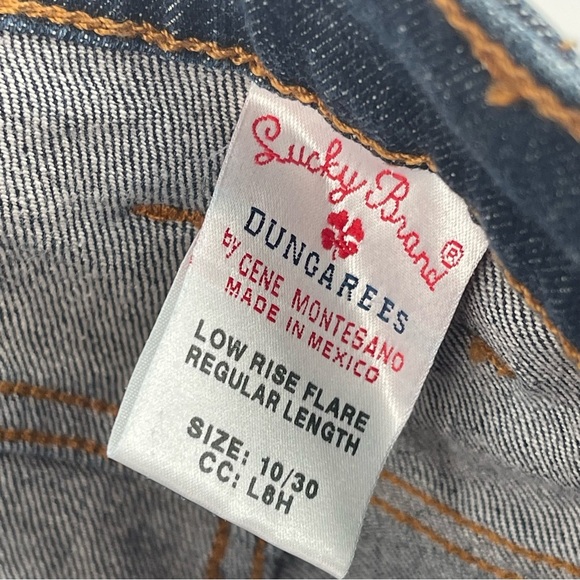 Lucky Brand®
DUNGAREES
by GENE MONTESANO
MADE IN MEXICO
LOW RISE FLARE
REGULAR LENGTH
SIZE: 10/30
CC: L8H